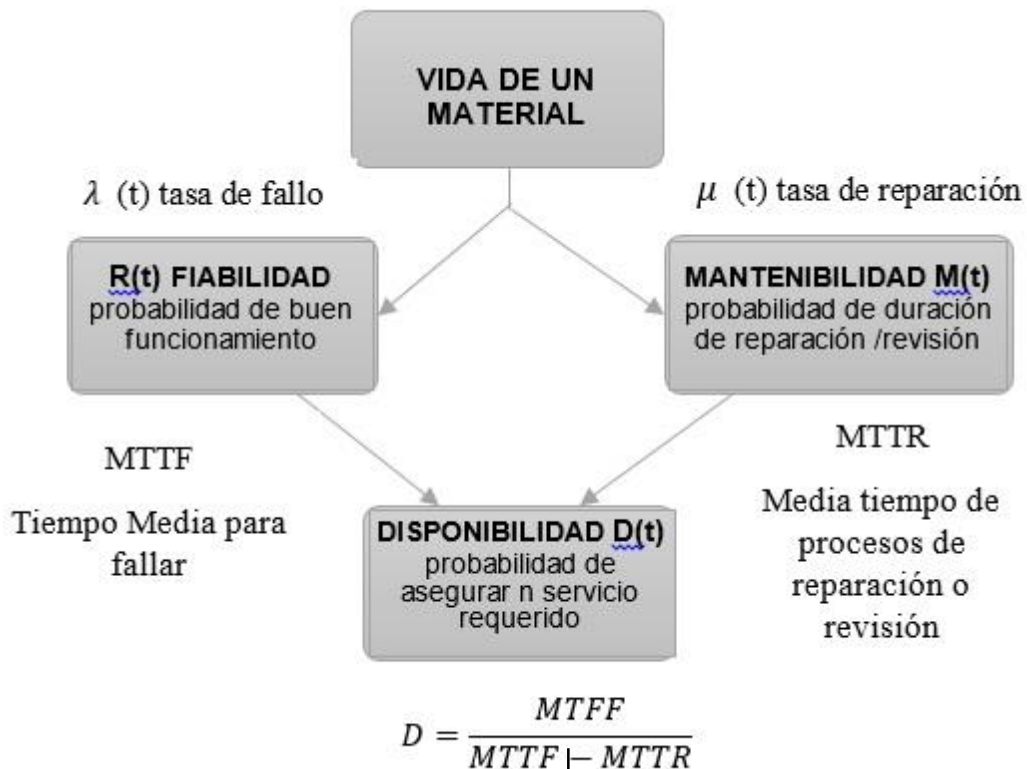 VIDA DE UN
MATERIAL
λ (t) tasa de fallo
μ (t) tasa de reparación
R(t) FIABILIDAD
probabilidad de buen
funcionamiento
MANTENIBILIDAD M(t)
probabilidad de duración
de reparación /revisión
MTTF
Tiempo Media para
fallar
MTTR
Media tiempo de
procesos de
reparación o
revisión
DISPONIBILIDAD D(t)
probabilidad de
asegurar n servicio
requerido
D = MTFF
MTTF − MTTR